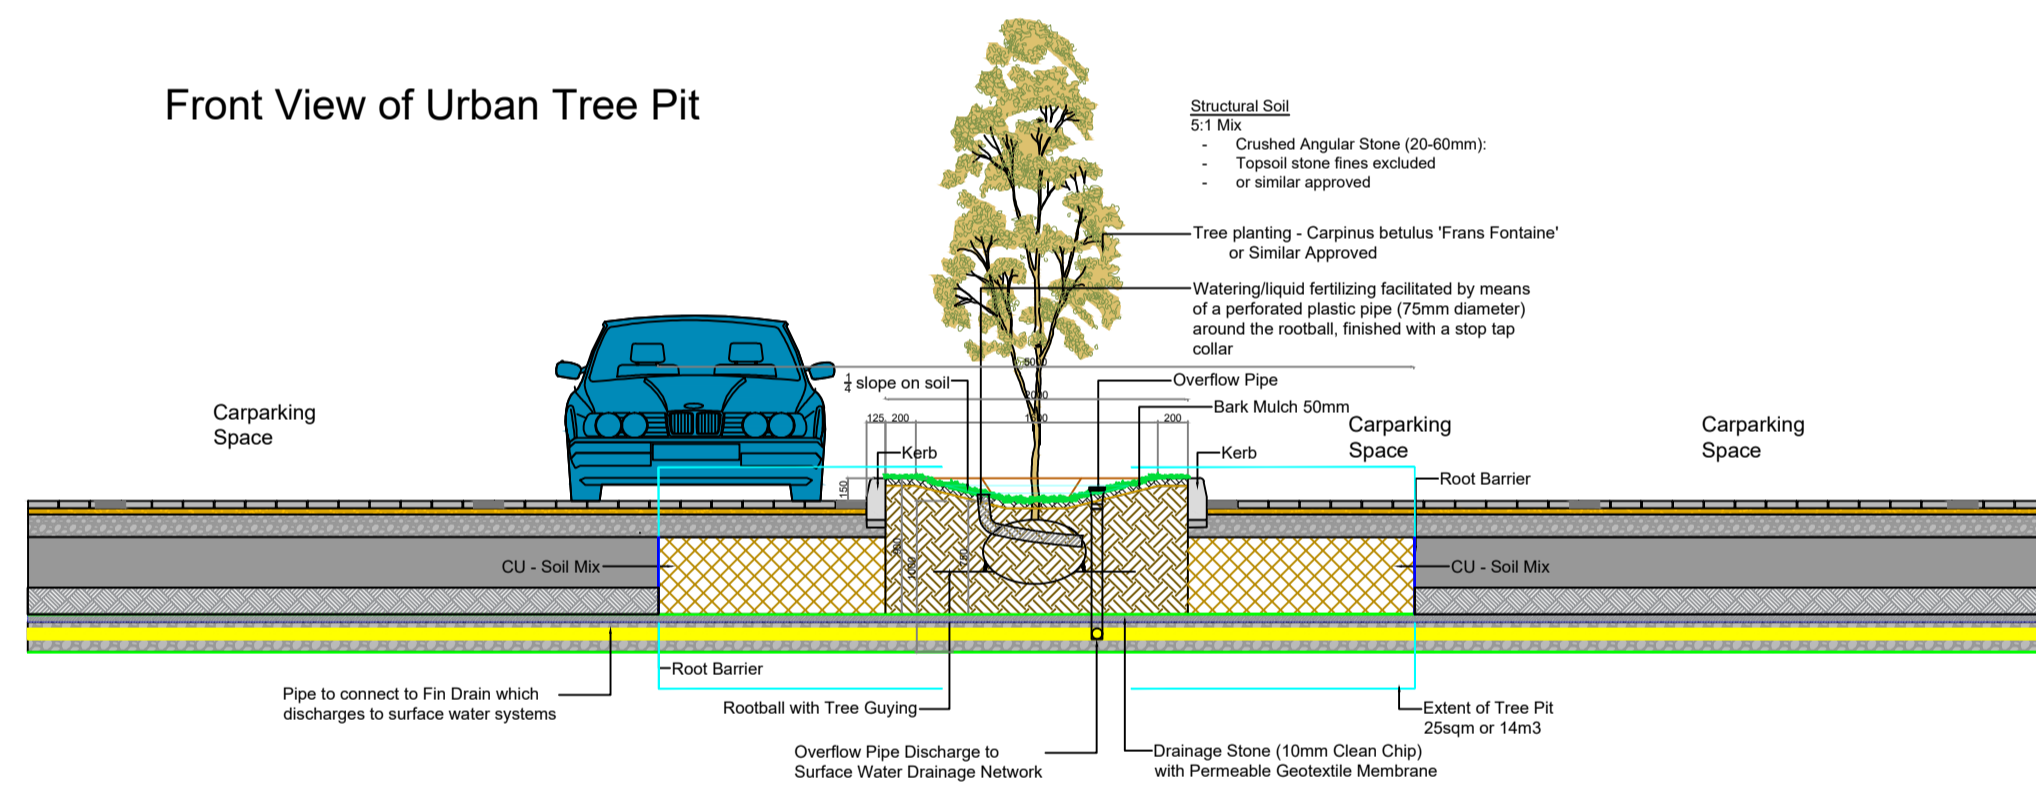 Front View of Urban Tree Pit
Structural Soil
5:1 Mix
- Crushed Angular Stone (20-60mm):
- Topsoil stone fines excluded
- or similar approved
Tree planting - Carpinus betulus 'Frans Fontaine'
or Similar Approved
Watering/liquid fertilizing facilitated by means
of a perforated plastic pipe (75mm diameter)
around the rootball, finished with a stop tap
collar
5000
1/4 slope on soil
Overflow Pipe
2000
Bark Mulch 50mm
125 200
200
Carparking
Space
Carparking
Space
Carparking
Space
Kerb
Kerb
Root Barrier
150
CU - Soil Mix
CU - Soil Mix
Root Barrier
Pipe to connect to Fin Drain which
discharges to surface water systems
Rootball with Tree Guying
Extent of Tree Pit
25sqm or 14m3
Overflow Pipe Discharge to
Surface Water Drainage Network
Drainage Stone (10mm Clean Chip)
with Permeable Geotextile Membrane